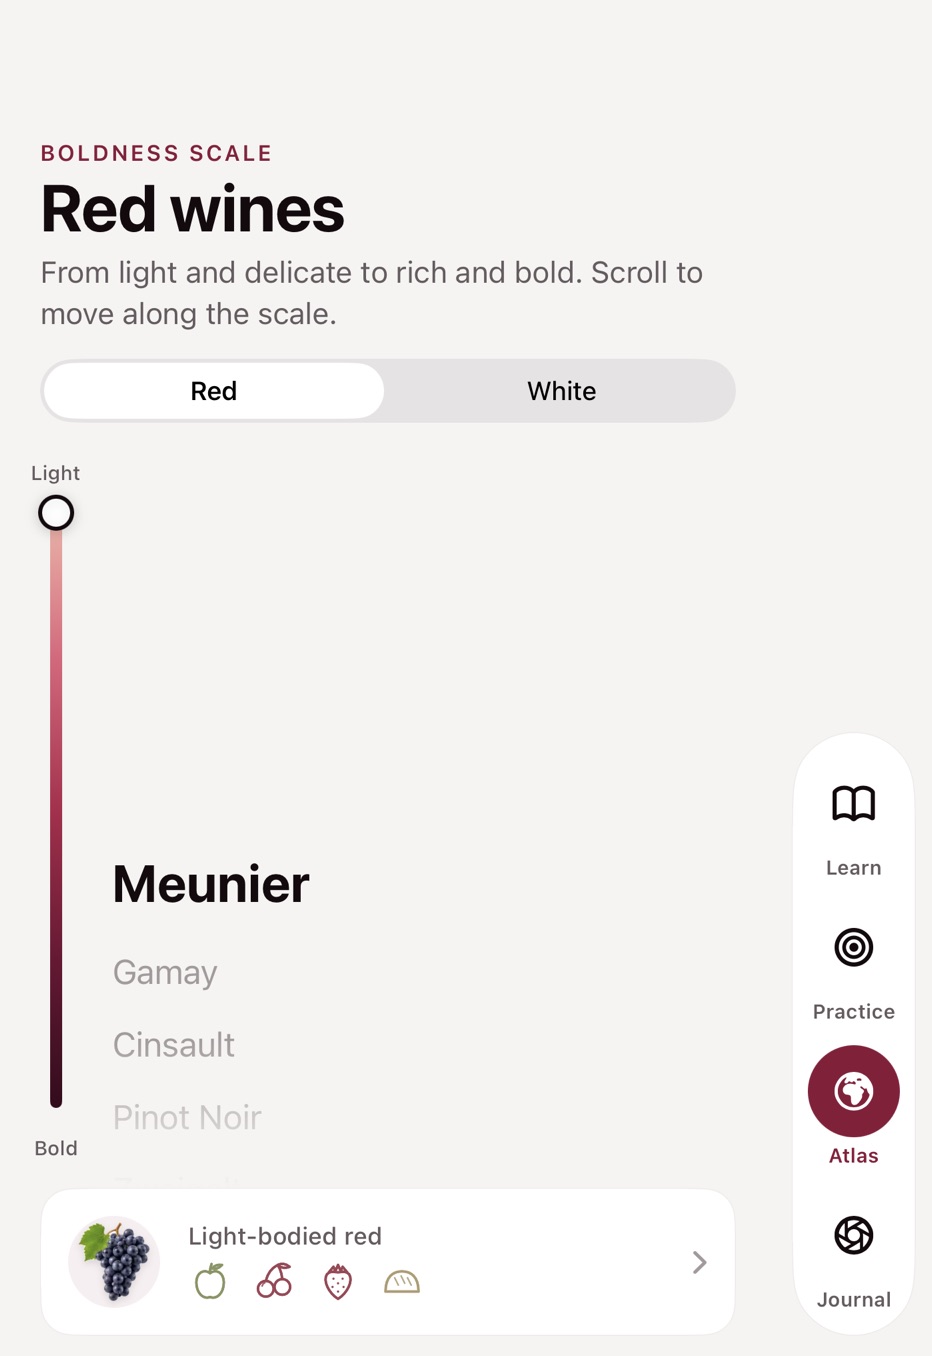 BOLDNESS SCALE
Red wines
From light and delicate to rich and bold. Scroll to
move along the scale.
Red
White
Light
Meunier
Gamay
Cinsault
Pinot Noir
Bold
Light-bodied red
Learn
Practice
Atlas
Journal